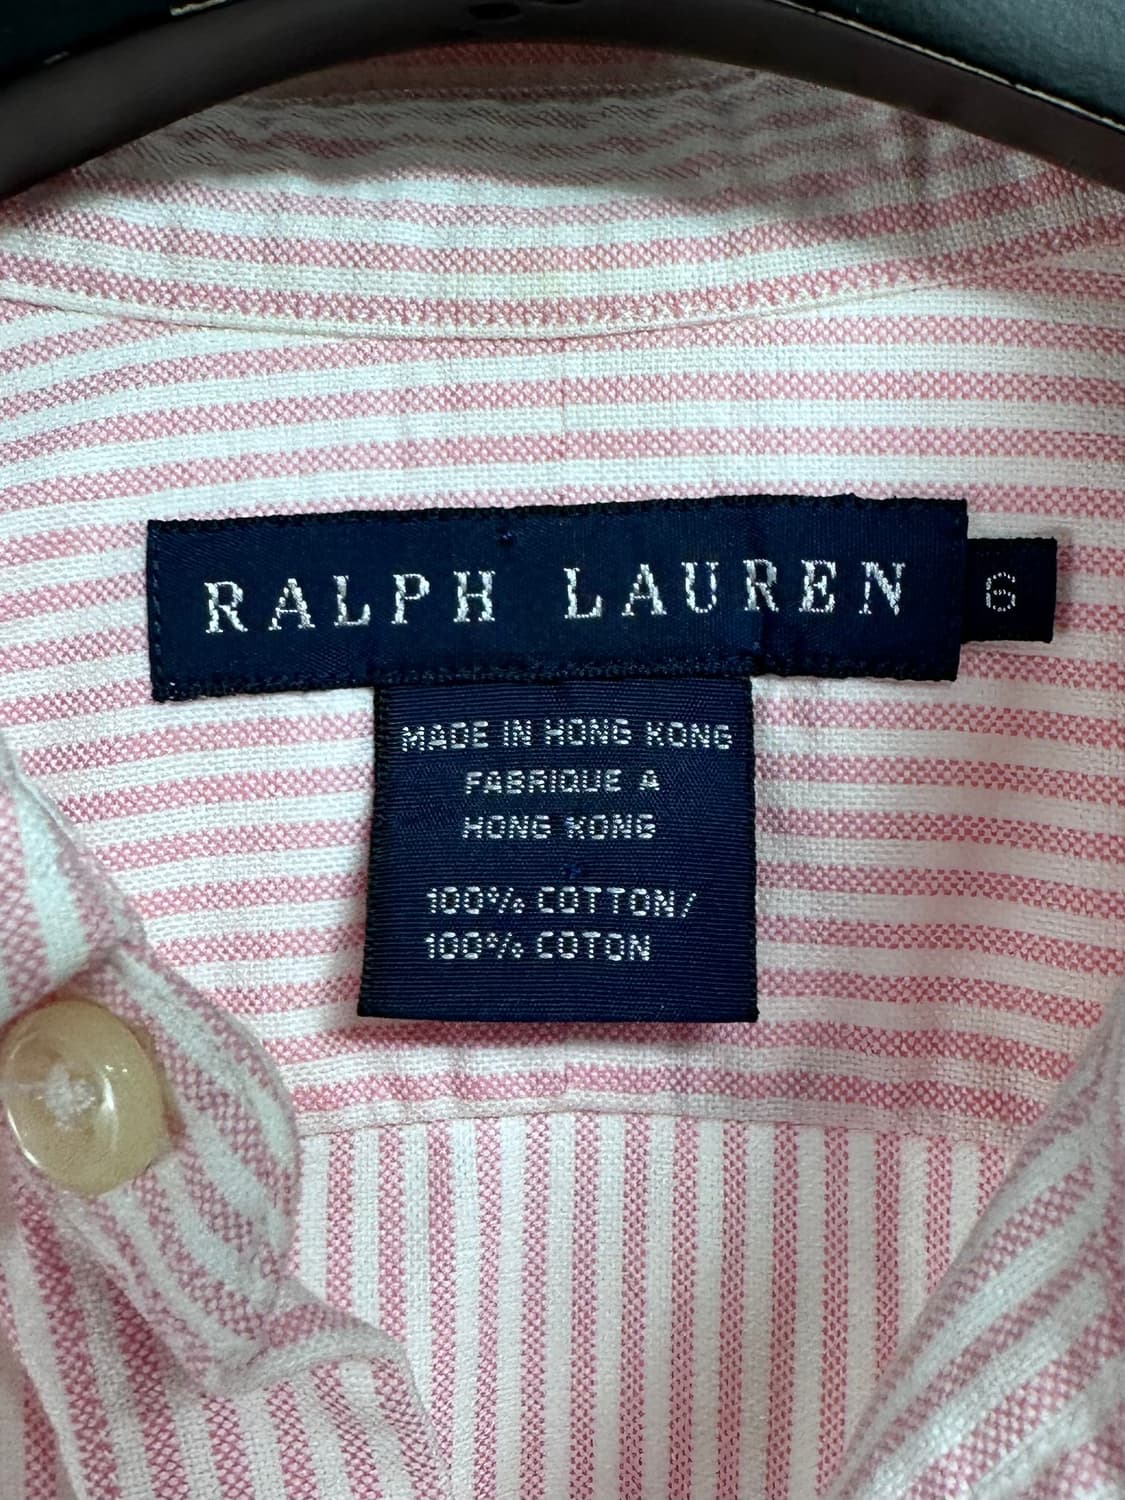 RALPH LAUREN
6
MADE IN HONG KONG
FABRIQUE A
HONG KONG
100% COTTON/
100% COTON